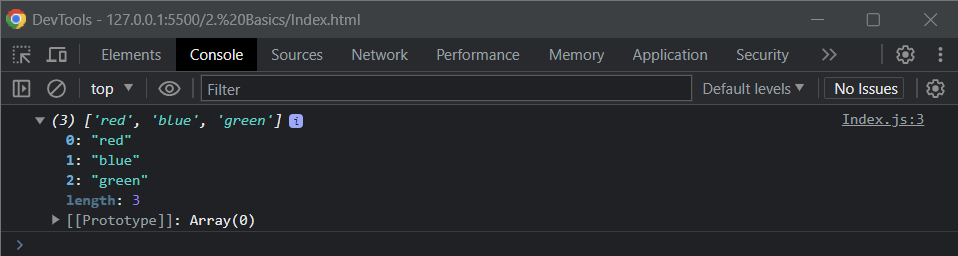 DevTools - 127.0.0.1:5500/2.%20Basics/Index.html
Elements Console Sources Network Performance Memory Application Security
top Filter Default levels No Issues
(3) ['red', 'blue', 'green'] i Index.js:3
0: "red"
1: "blue"
2: "green"
length: 3
[[Prototype]]: Array(0)